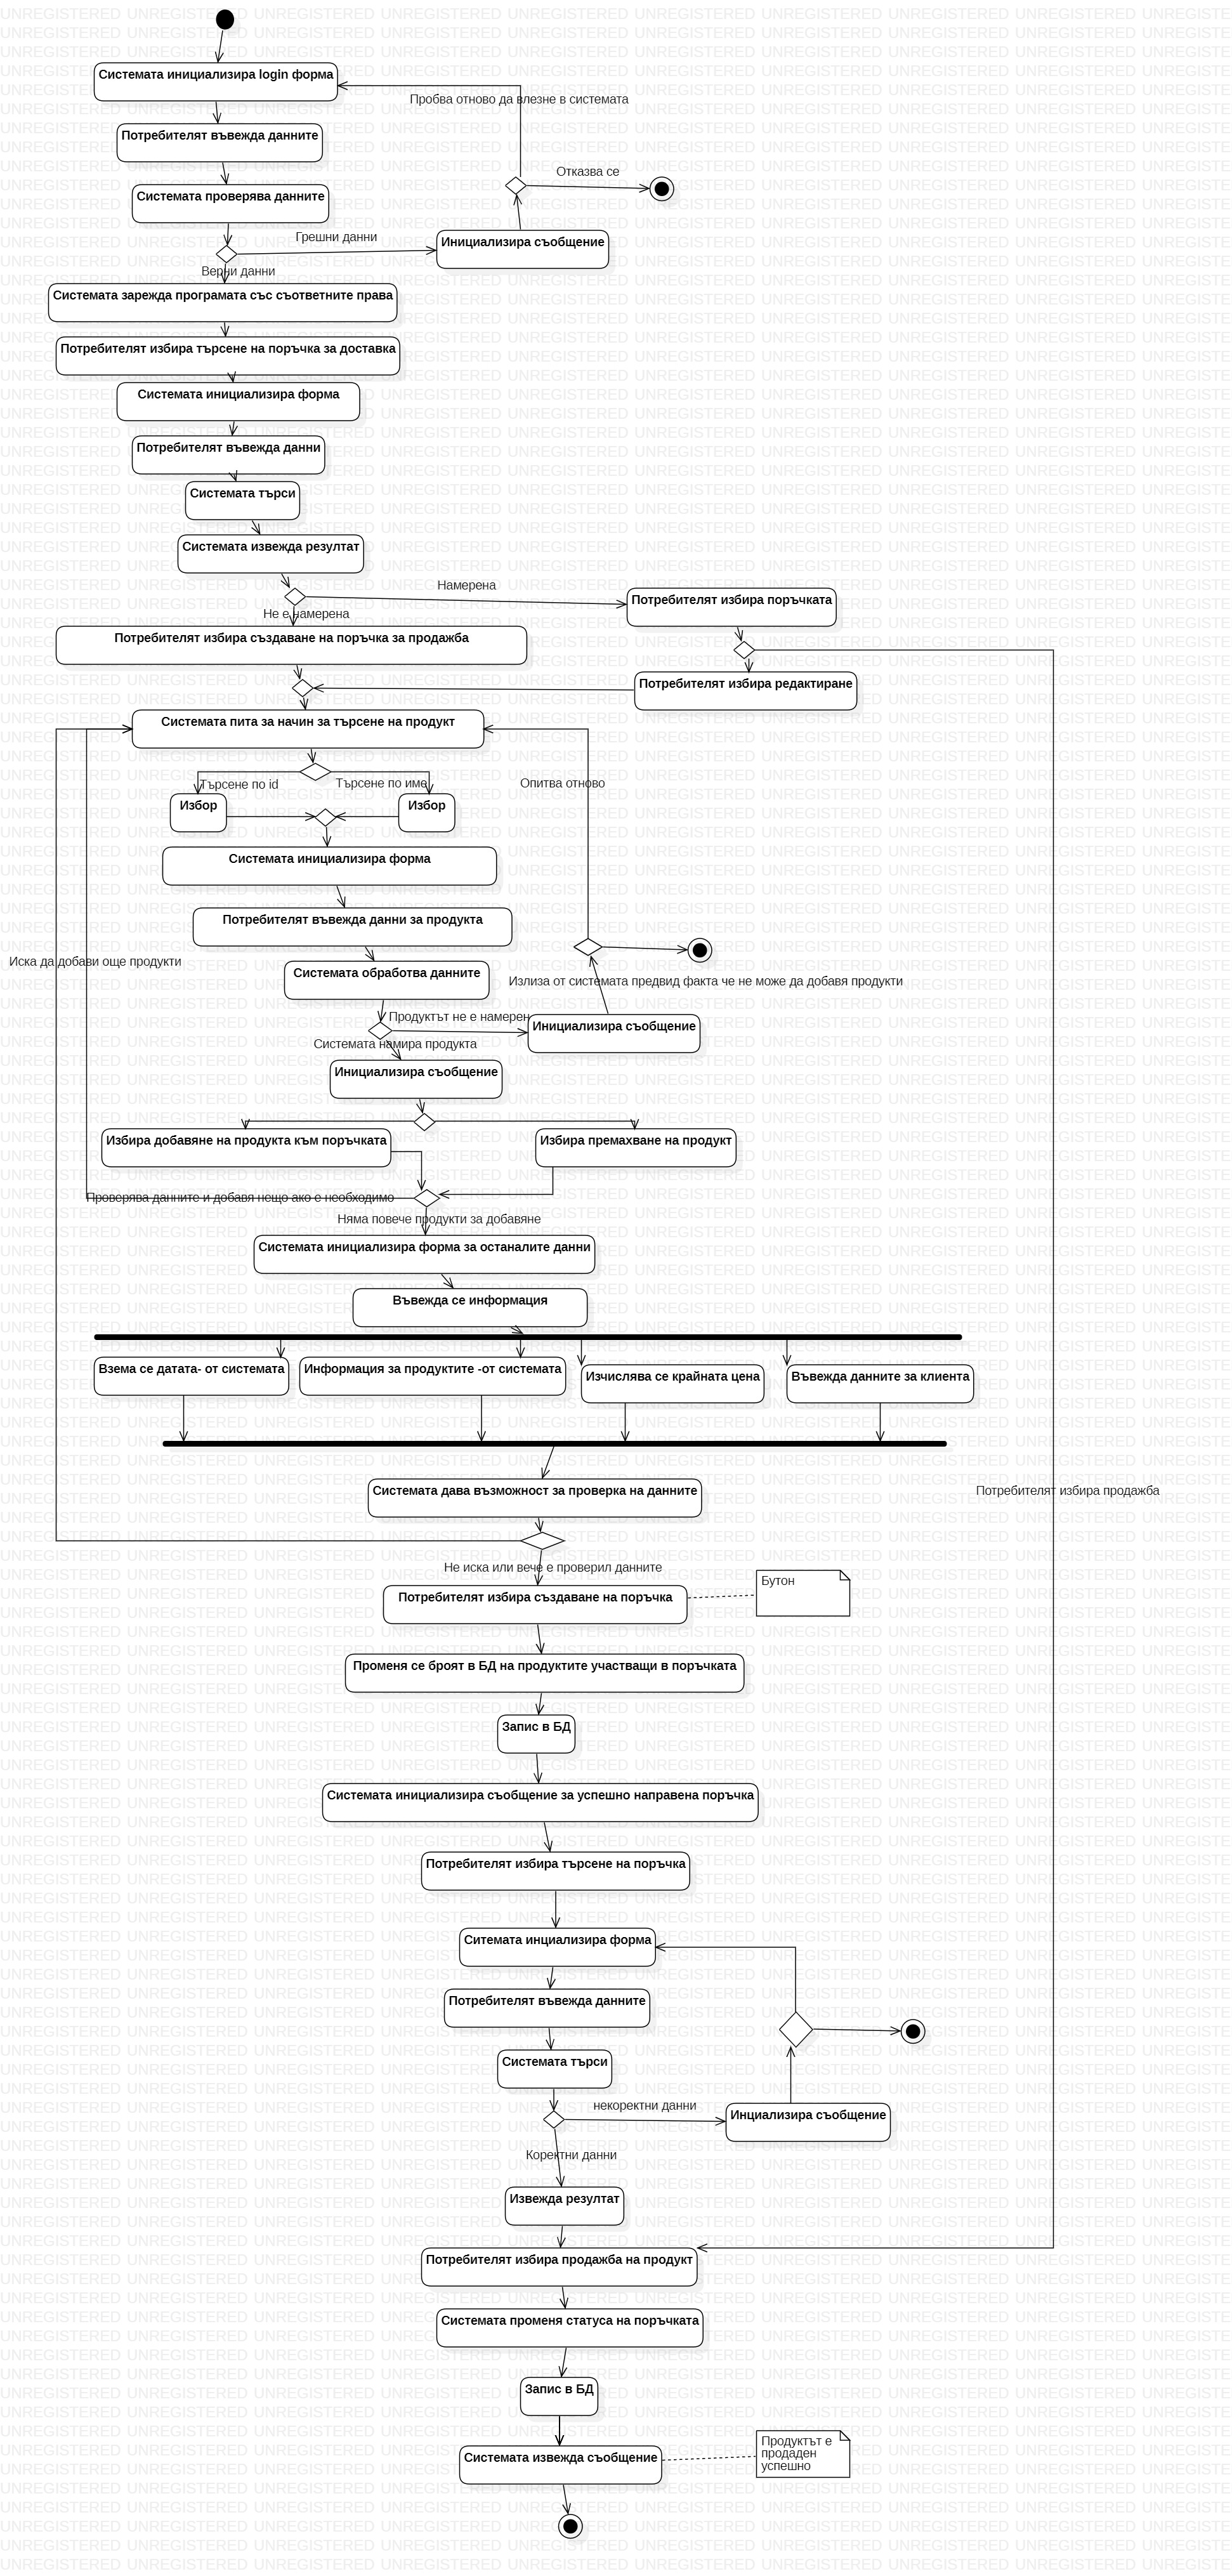 Системата инициализира login форма
Пробва отново да влезне в системата
Потребителят въвежда данните
Отказва се
Системата проверява данните
Грешни данни
Инициализира съобщение
Верни данни
Системата зарежда програмата със съответните права
Потребителят избира търсене на поръчка за доставка
Системата инициализира форма
Потребителят въвежда данни
Системата търси
Системата извежда резултат
Намерена
Потребителят избира поръчката
Не е намерена
Потребителят избира създаване на поръчка за продажба
Потребителят избира редактиране
Системата пита за начин за търсене на продукт
Търсене по id
Търсене по име
Опитва отново
Избор
Избор
Системата инициализира форма
Потребителят въвежда данни за продукта
Иска да добави още продукти
Системата обработва данните
Излиза от системата предвид факта че не може да добавя продукти
Продуктът не е намерен
Инициализира съобщение
Системата намира продукта
Инициализира съобщение
Избира добавяне на продукта към поръчката
Избира премахване на продукт
Проверява данните и добавя нещо ако е необходимо
Няма повече продукти за добавяне
Системата инициализира форма за останалите данни
Въвежда се информация
Взема се датата- от системата
Информация за продуктите -от системата
Изчислява се крайната цена
Въвежда данните за клиента
Системата дава възможност за проверка на данните
Потребителят избира продажба
Не иска или вече е проверил данните
Потребителят избира създаване на поръчка
Бутон
Променя се броят в БД на продуктите участващи в поръчката
Запис в БД
Системата инициализира съобщение за успешно направена поръчка
Потребителят избира търсене на поръчка
Ситемата инциализира форма
Потребителят въвежда данните
Системата търси
некоректни данни
Инциализира съобщение
Коректни данни
Извежда резултат
Потребителят избира продажба на продукт
Системата променя статуса на поръчката
Запис в БД
Системата извежда съобщение
Продуктът е
продаден
успешно